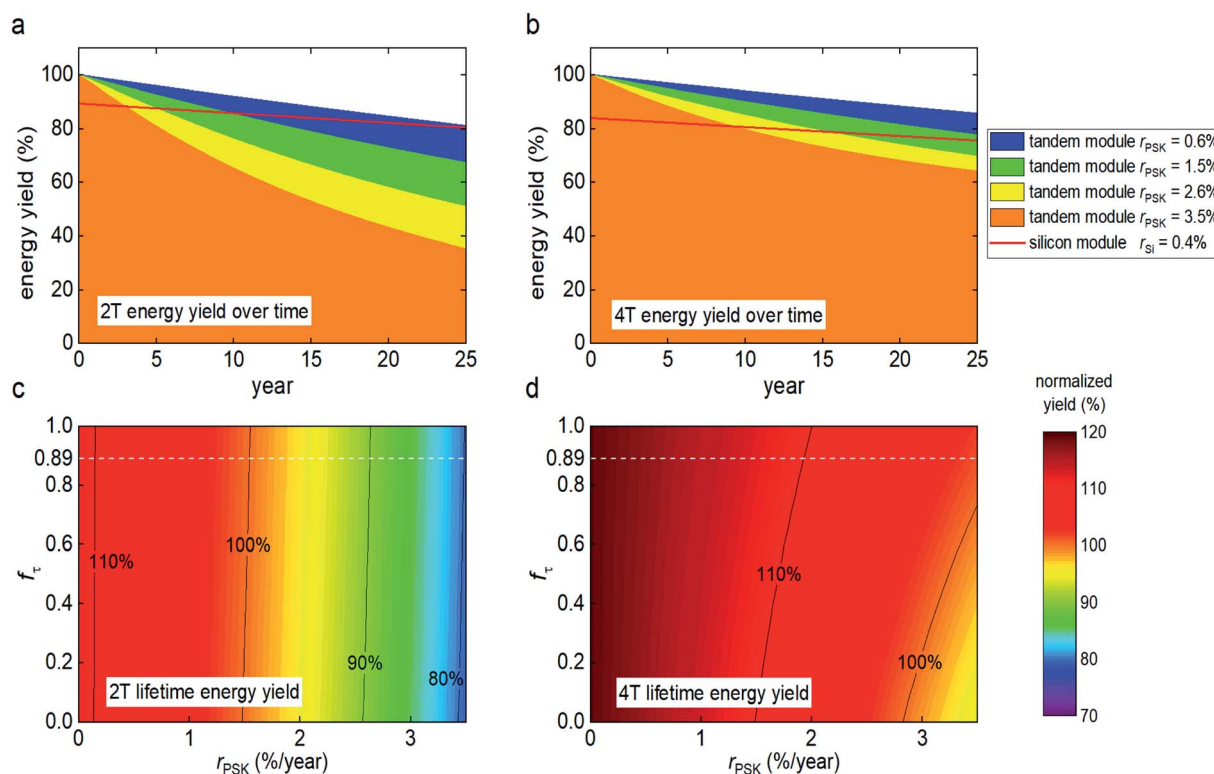 a
energy yield (%)
100
80
60
40
20
0
2T energy yield over time
0 5 10 15 20 25
year
b
energy yield (%)
100
80
60
40
20
0
4T energy yield over time
0 5 10 15 20 25
year
tandem module rPSK = 0.6%
tandem module rPSK = 1.5%
tandem module rPSK = 2.6%
tandem module rPSK = 3.5%
silicon module rSi = 0.4%
c
fτ
1.0
0.89
0.8
0.6
0.4
0.2
0.0
110%
100%
90%
80%
2T lifetime energy yield
0 1 2 3
rPSK (%/year)
d
fτ
1.0
0.89
0.8
0.6
0.4
0.2
0.0
110%
100%
4T lifetime energy yield
0 1 2 3
rPSK (%/year)
normalized
yield (%)
120
110
100
90
80
70